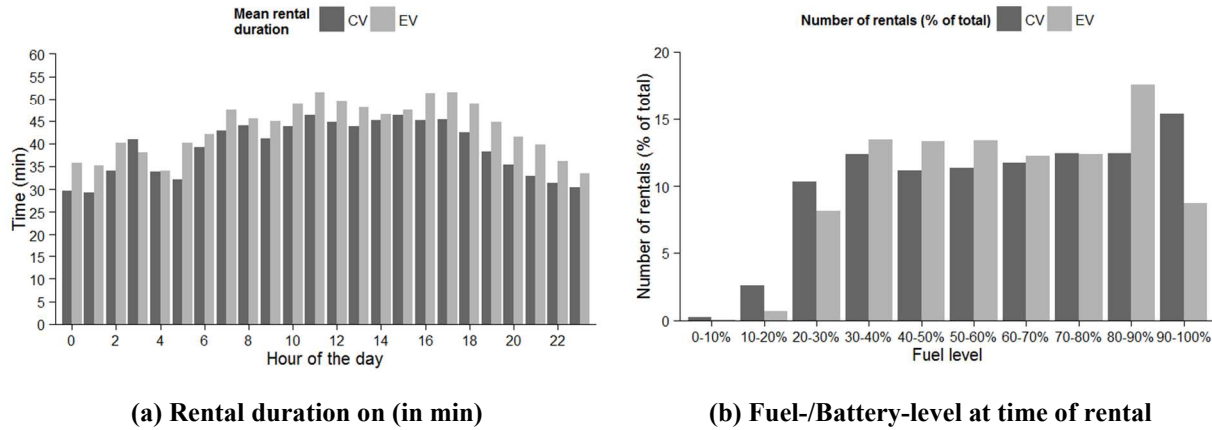 Mean rental
duration
CV
EV
60
55
50
45
40
35
30
25
20
15
10
5
0
Time (min)
0 2 4 6 8 10 12 14 16 18 20 22
Hour of the day
(a) Rental duration on (in min)
Number of rentals (% of total)
CV
EV
20
15
10
5
0
Number of rentals (% of total)
0-10% 10-20% 20-30% 30-40% 40-50% 50-60% 60-70% 70-80% 80-90% 90-100%
Fuel level
(b) Fuel-/Battery-level at time of rental